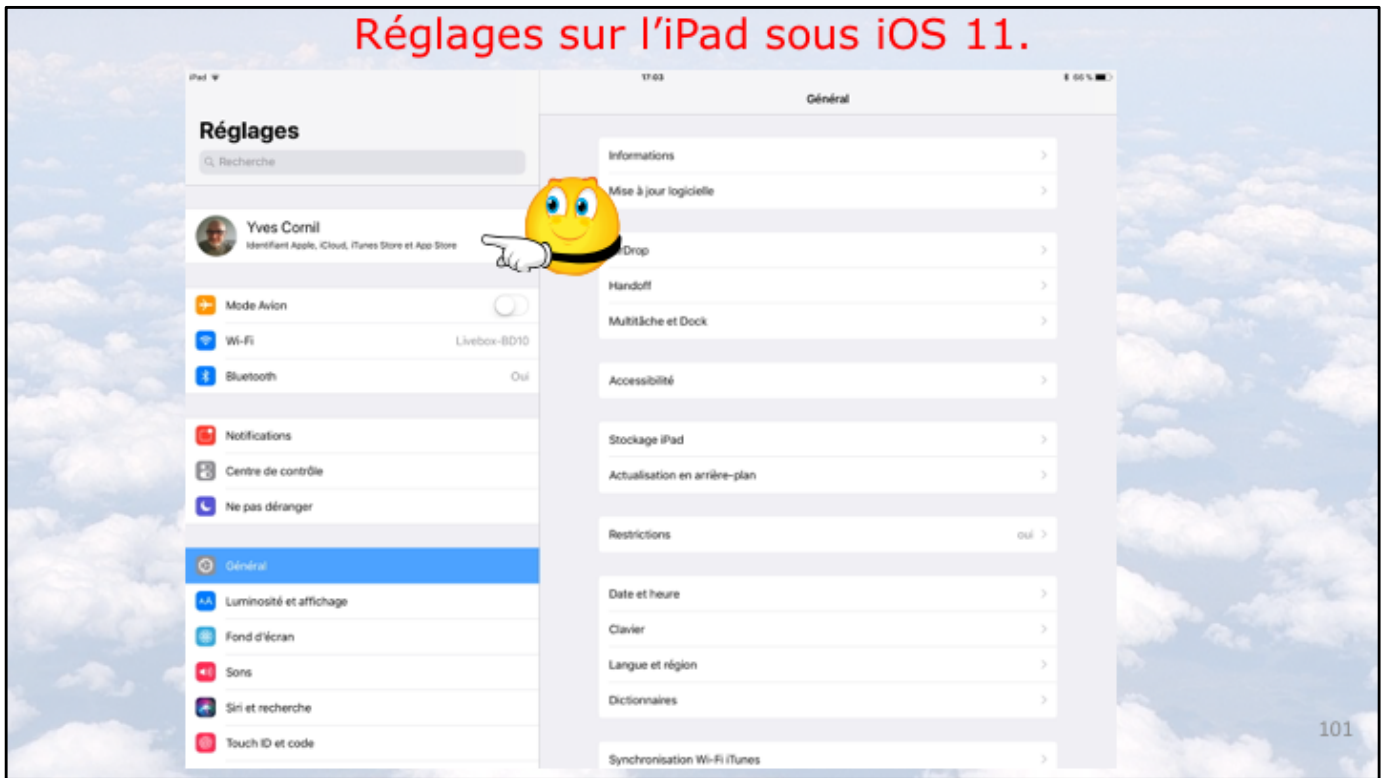 Réglages sur l'iPad sous iOS 11.
iPad
17:03
66 %
Réglages
Recherche
Yves Cornil
Identifiant Apple, iCloud, iTunes Store et App Store
Mode Avion
Wi-Fi
Livebox-BD10
Bluetooth
Oui
Notifications
Centre de contrôle
Ne pas déranger
Général
AA
Luminosité et affichage
Fond d'écran
Sons
Siri et recherche
Touch ID et code
Général
Informations
Mise à jour logicielle
irDrop
Handoff
Multitâche et Dock
Accessibilité
Stockage iPad
Actualisation en arrière-plan
Restrictions
oui
Date et heure
Clavier
Langue et région
Dictionnaires
Synchronisation Wi-Fi iTunes
101